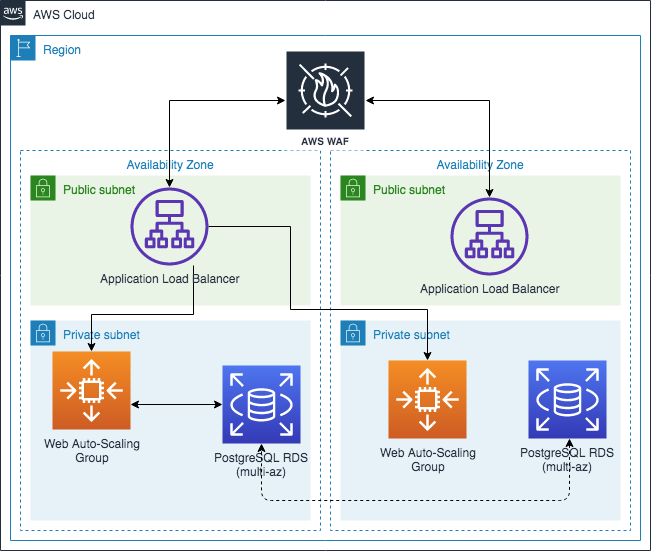 aws
AWS Cloud
Region
AWS WAF
Availability Zone
Availability Zone
Public subnet
Public subnet
Application Load Balancer
Application Load Balancer
Private subnet
Private subnet
Web Auto-Scaling
Group
PostgreSQL RDS
(multi-az)
Web Auto-Scaling
Group
PostgreSQL RDS
(multi-az)